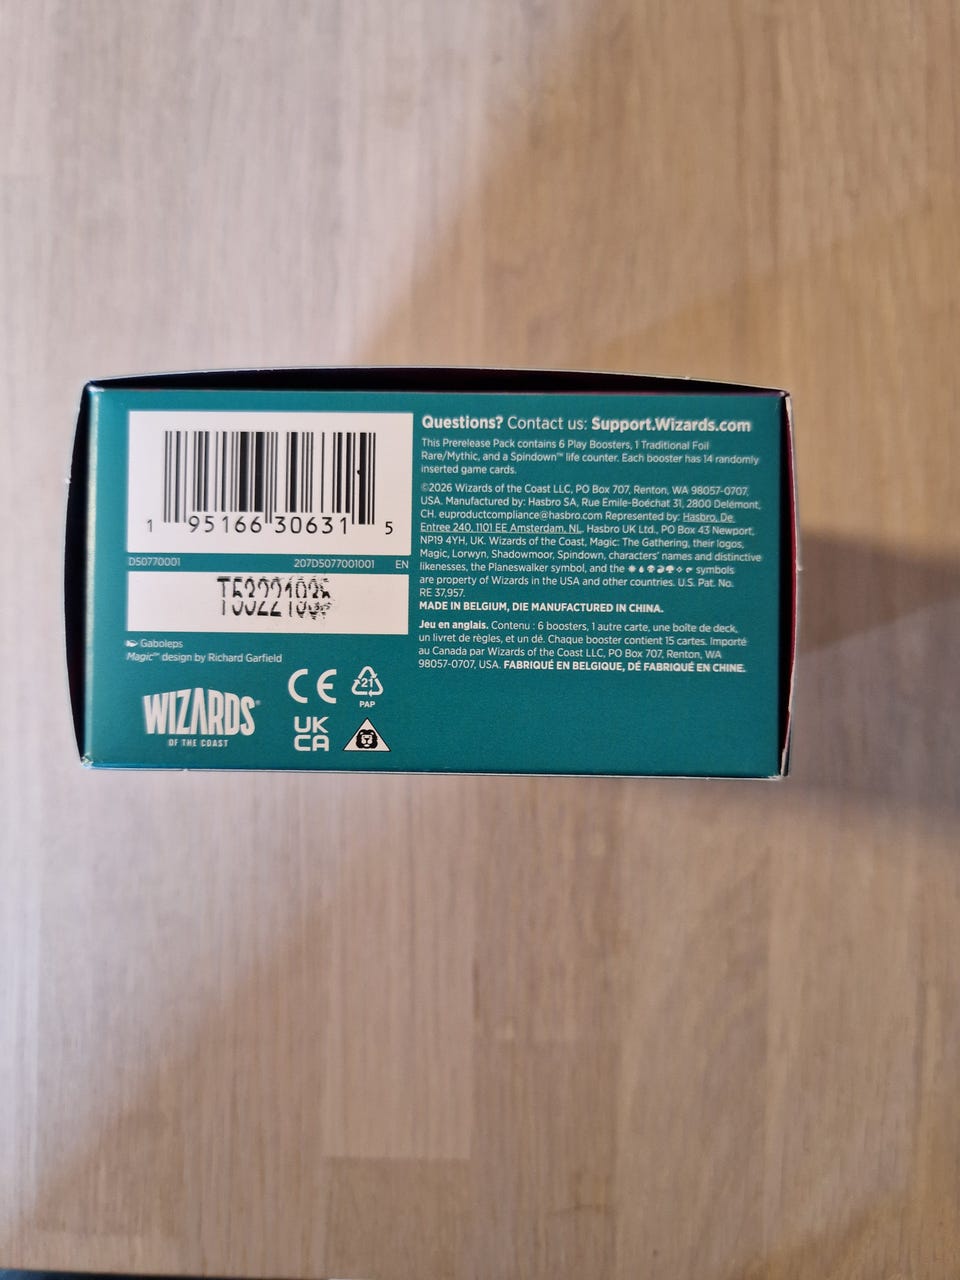 1 95166 30631 5
D50770001 207D5077001001 EN
Gaboleps
Magic™ design by Richard Garfield
WIZARDS®
OF THE COAST
CE
21
PAP
UK
CA
Questions? Contact us: Support.Wizards.com
This Prerelease Pack contains 6 Play Boosters, 1 Traditional Foil
Rare/Mythic, and a Spindown™ life counter. Each booster has 14 randomly
inserted game cards.
©2026 Wizards of the Coast LLC, PO Box 707, Renton, WA 98057-0707,
USA. Manufactured by: Hasbro SA, Rue Emile-Boéchat 31, 2800 Delémont,
CH. euproductcompliance@hasbro.com Represented by: Hasbro, De
Entree 240, 1101 EE Amsterdam, NL. Hasbro UK Ltd., PO Box 43 Newport,
NP19 4YH, UK. Wizards of the Coast, Magic: The Gathering, their logos,
Magic, Lorwyn, Shadowmoor, Spindown, characters' names and distinctive
likenesses, the Planeswalker symbol, and the symbols
are property of Wizards in the USA and other countries. U.S. Pat. No.
RE 37,957.
MADE IN BELGIUM, DIE MANUFACTURED IN CHINA.
Jeu en anglais. Contenu : 6 boosters, 1 autre carte, une boîte de deck,
un livret de règles, et un dé. Chaque booster contient 15 cartes. Importé
au Canada par Wizards of the Coast LLC, PO Box 707, Renton, WA
98057-0707, USA. FABRIQUÉ EN BELGIQUE, DÉ FABRIQUÉ EN CHINE.